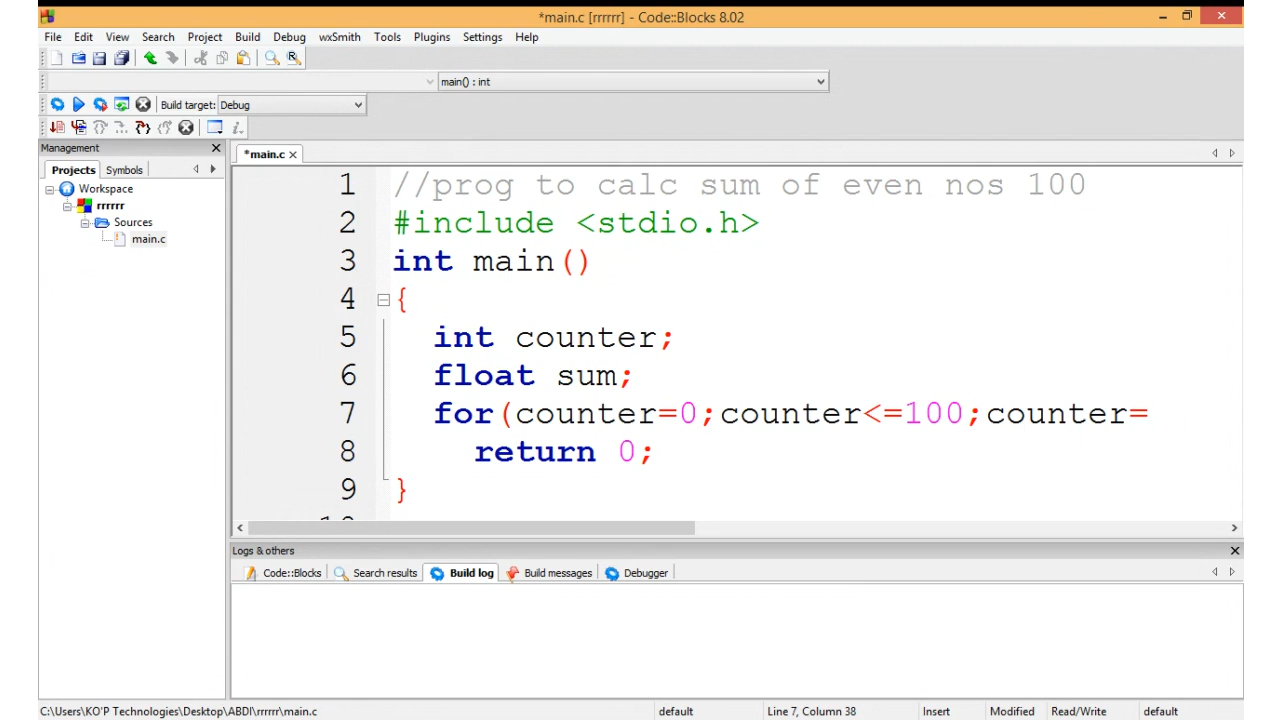 *main.c [rrrrrr] - Code::Blocks 8.02
File Edit View Search Project Build Debug wxSmith Tools Plugins Settings Help
main() : int
Build target: Debug
Management
Projects Symbols
Workspace
rrrrrr
Sources
main.c
*main.c
1 //prog to calc sum of even nos 100
2 #include <stdio.h>
3 int main()
4 {
5 int counter;
6 float sum;
7 for(counter=0;counter<=100;counter=
8 return 0;
9 }
10
Logs & others
Code::Blocks Search results Build log Build messages Debugger
C:\Users\KO'P Technologies\Desktop\ABDI\rrrrrr\main.c default Line 7, Column 38 Insert Modified Read/Write default